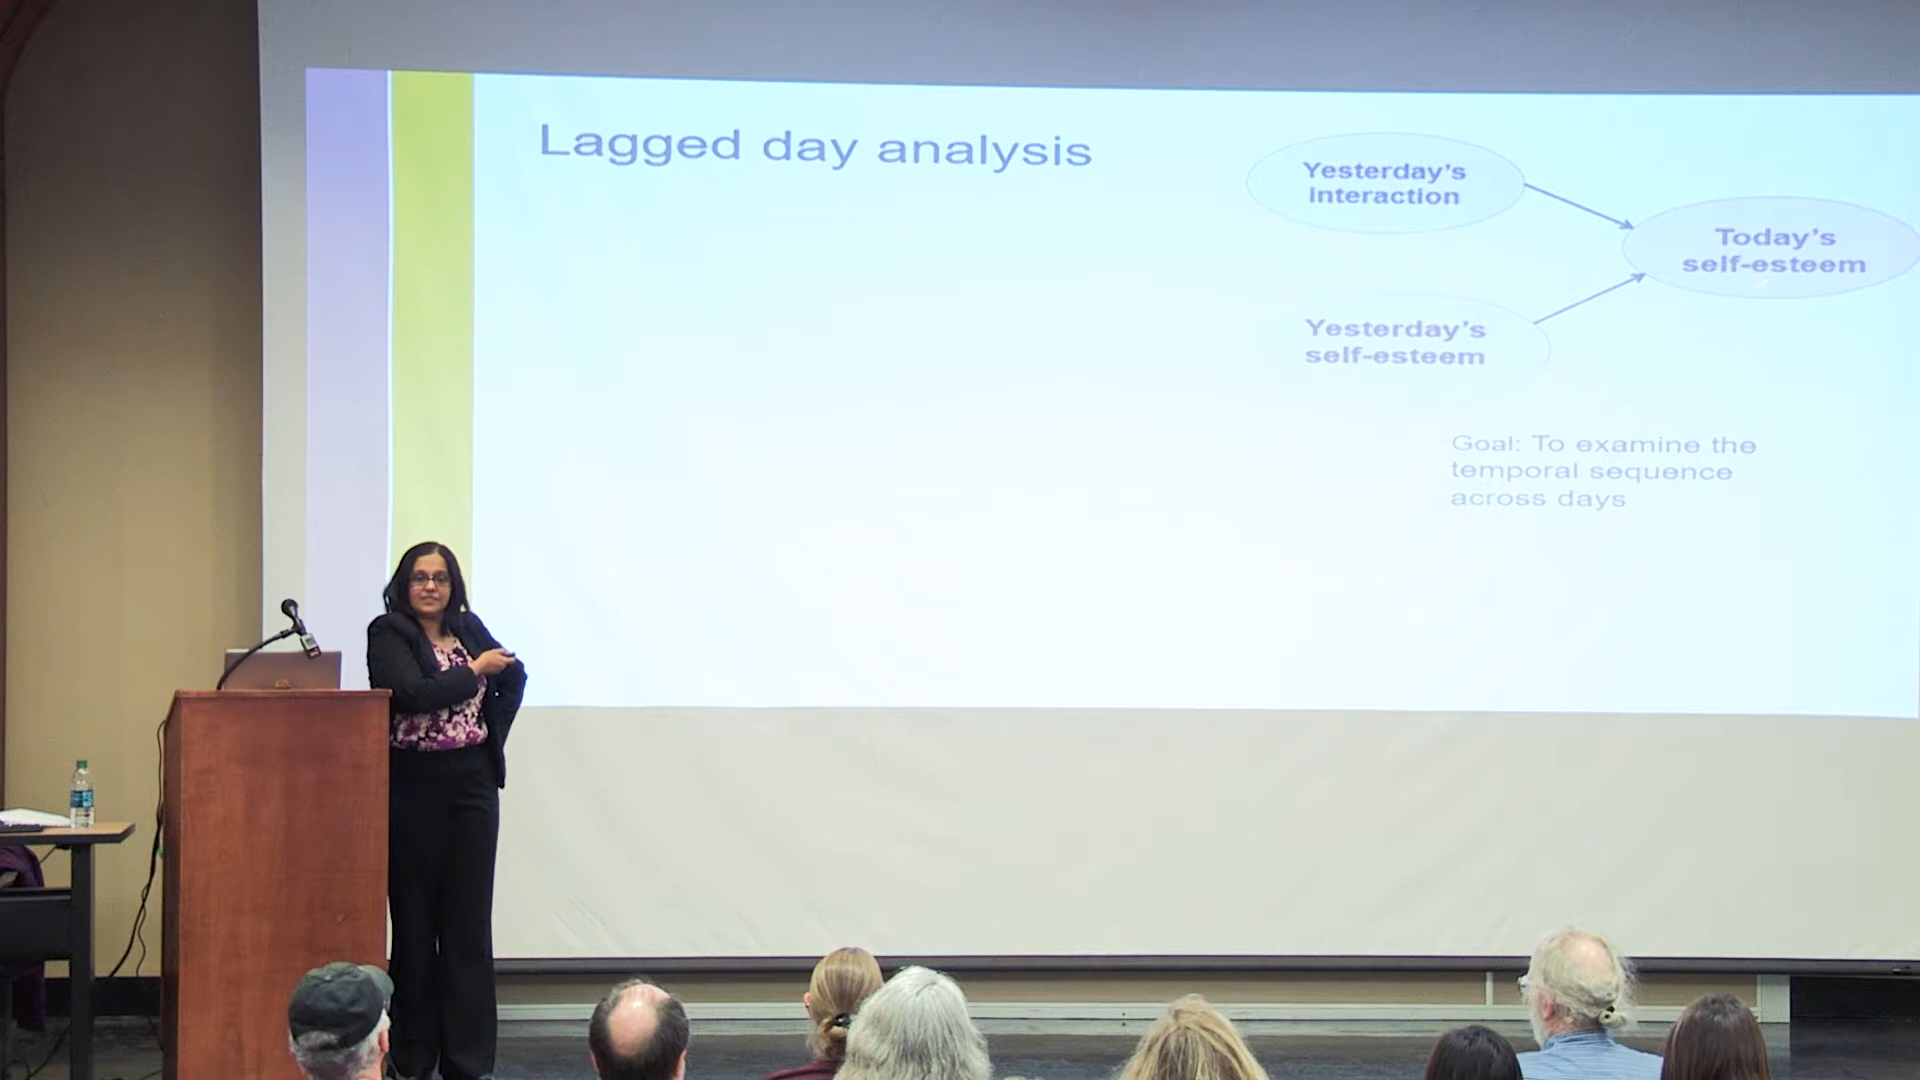 Lagged day analysis
Yesterday's
interaction
Today's
self-esteem
Yesterday's
self-esteem
Goal: To examine the
temporal sequence
across days